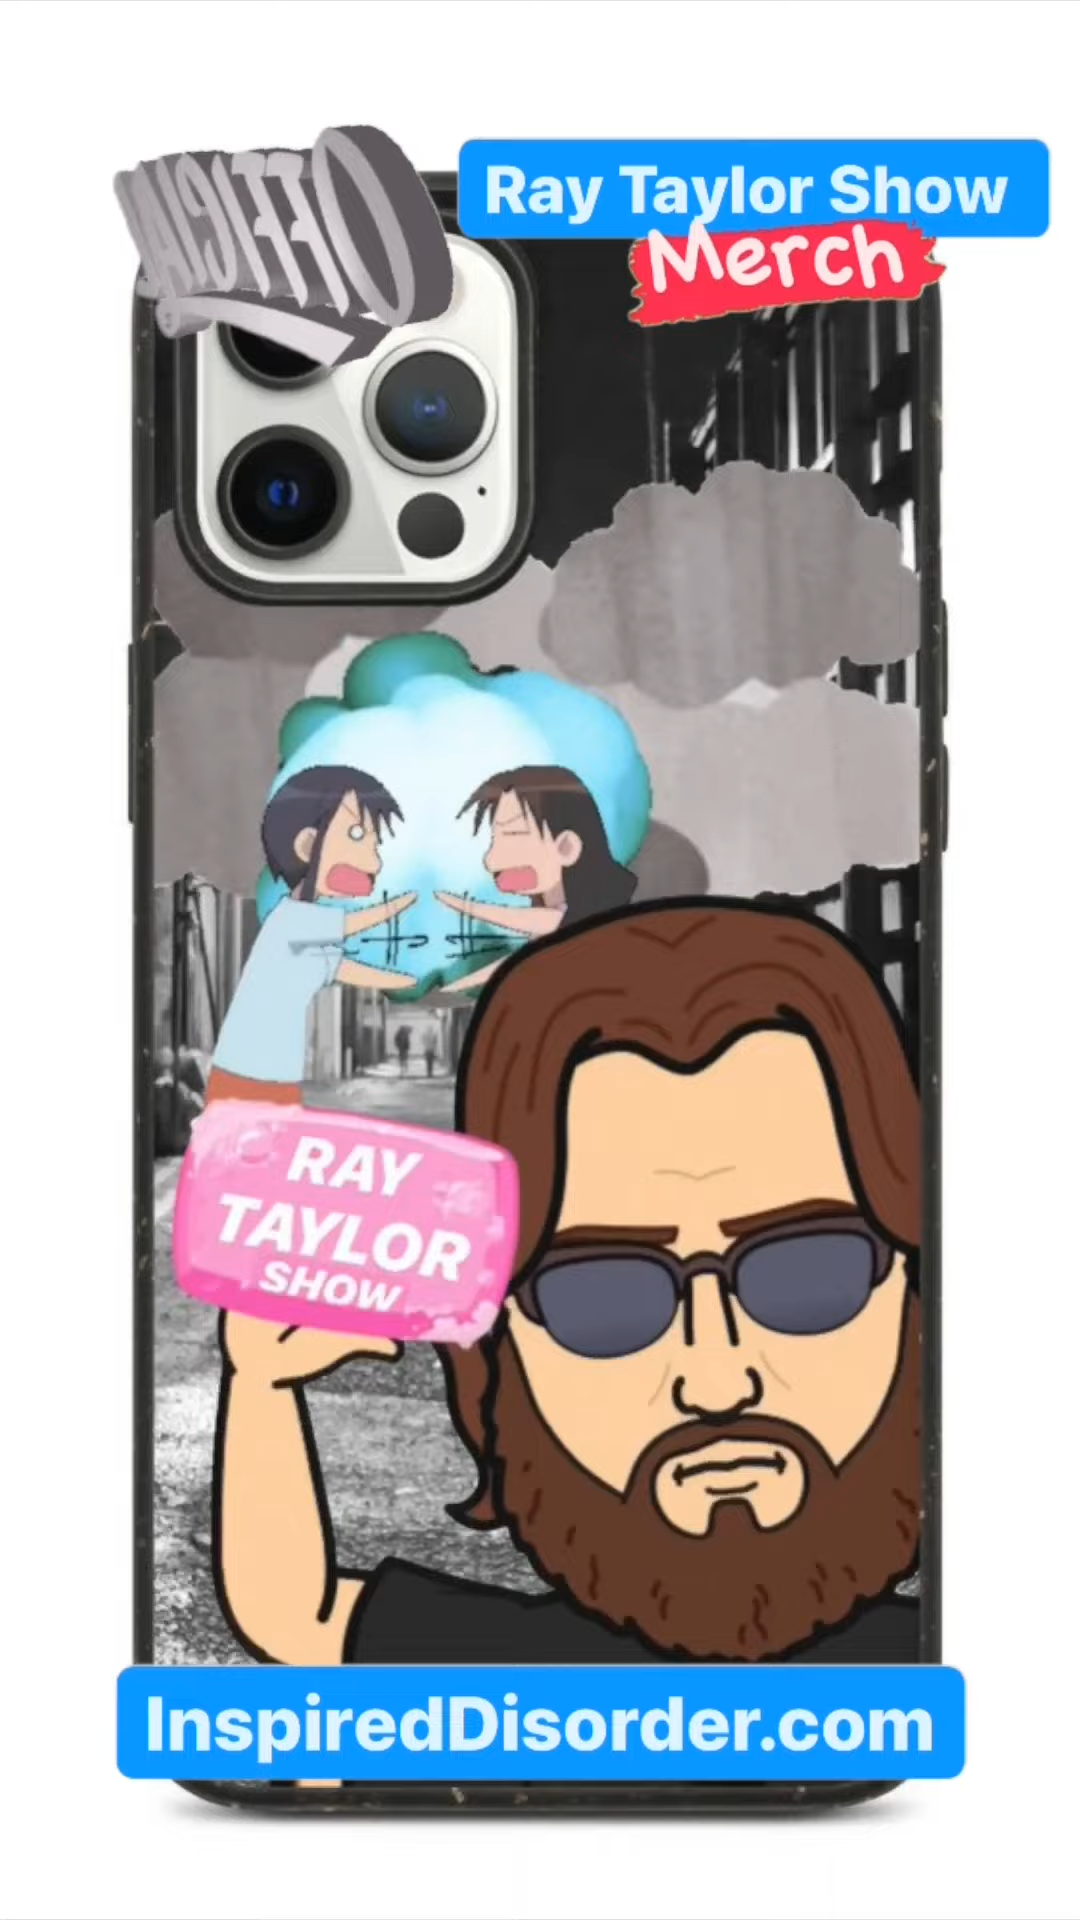 OFFICIAL
Ray Taylor Show
Merch
RAY
TAYLOR
SHOW
InspiredDisorder.com